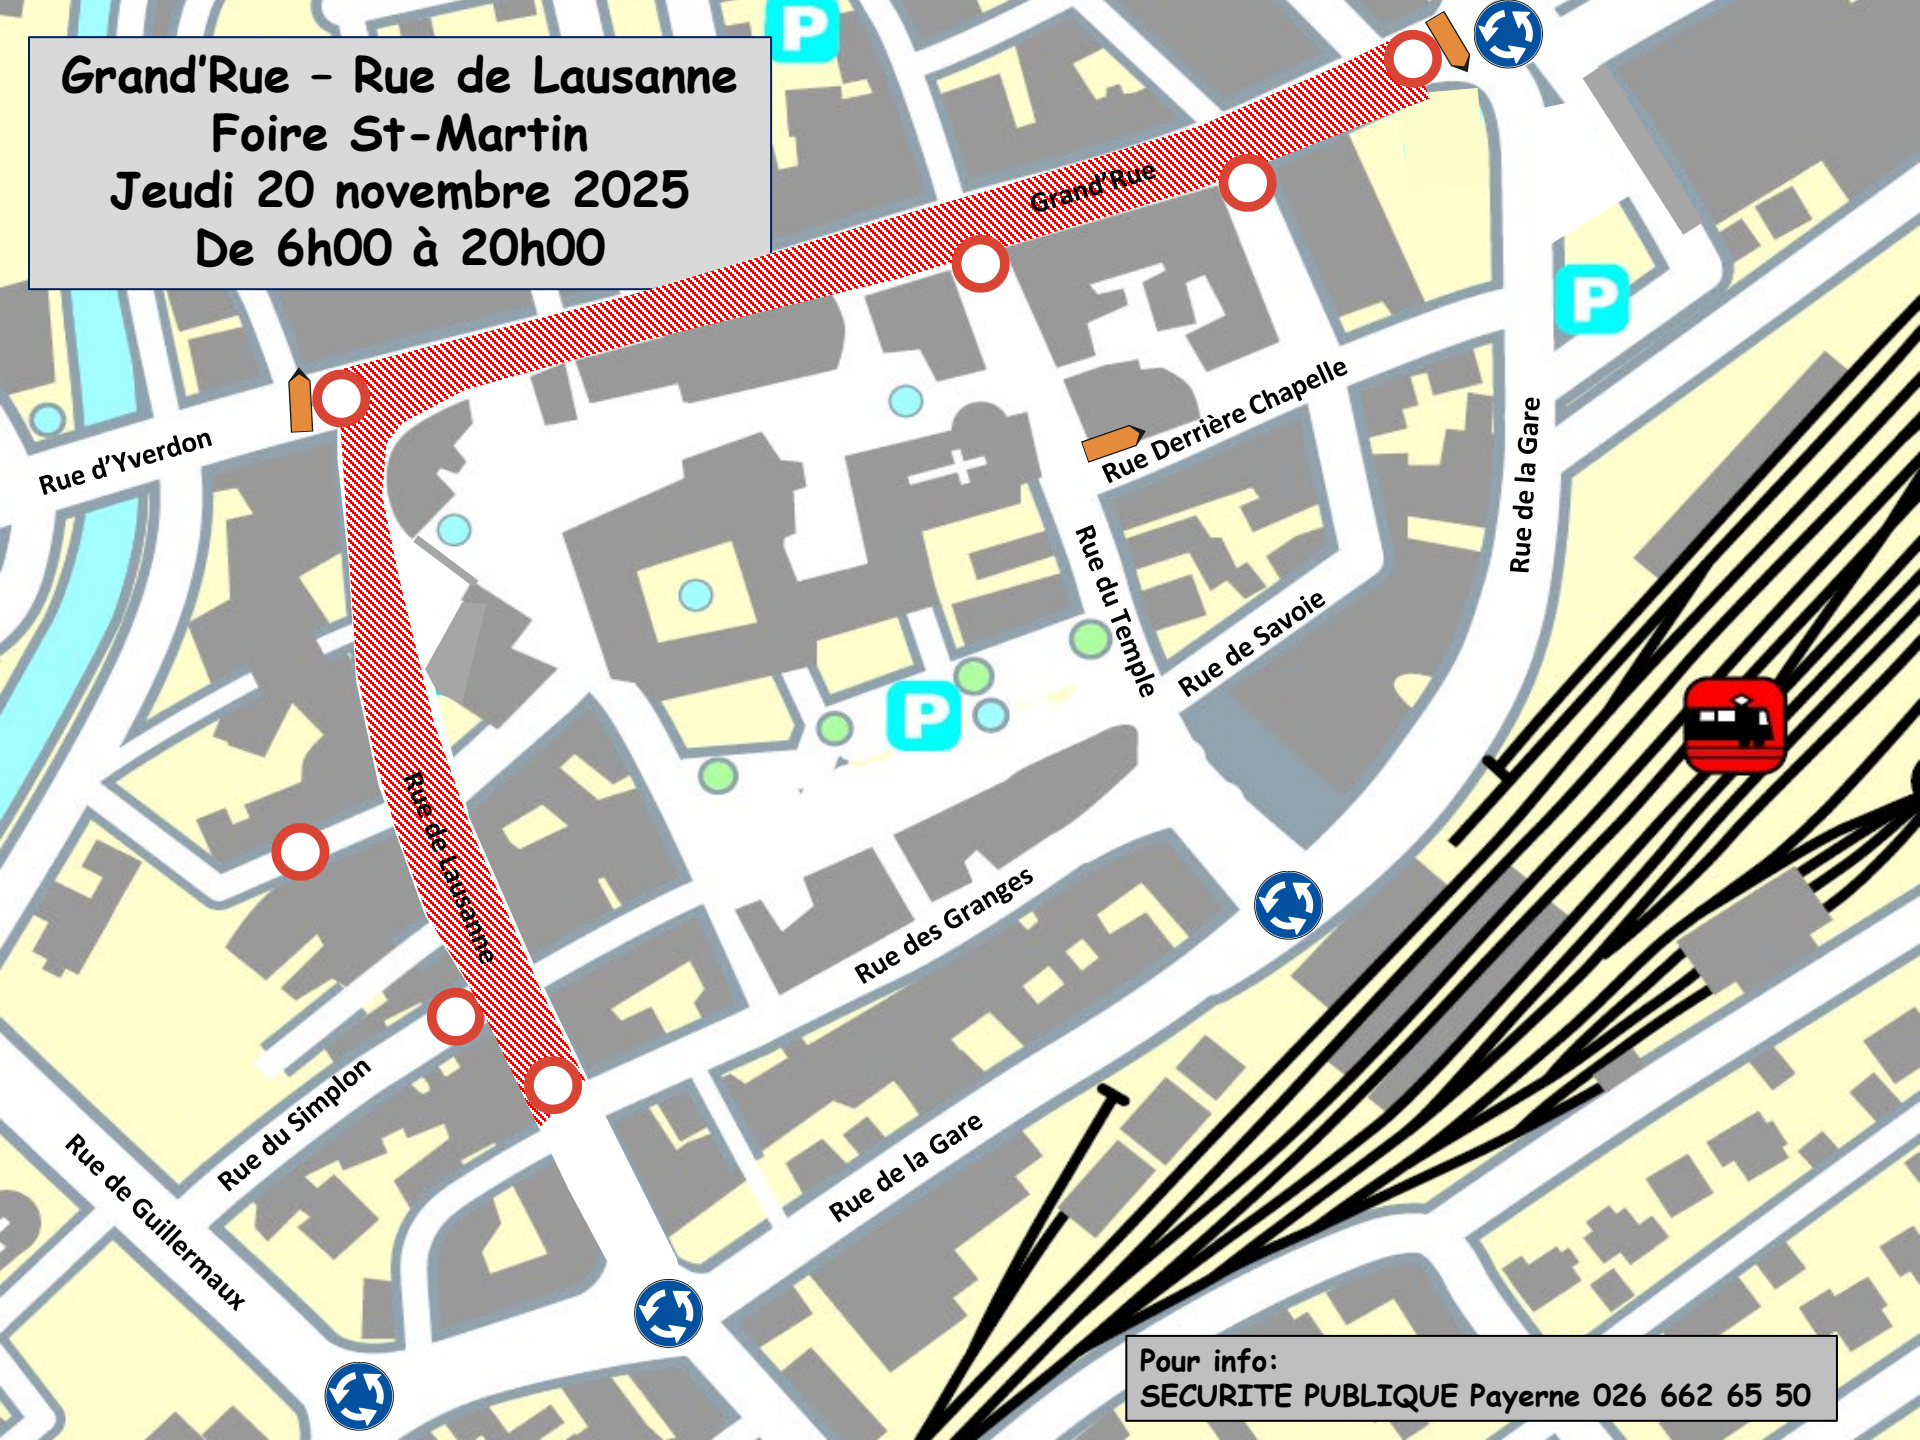 Grand'Rue – Rue de Lausanne
Foire St-Martin
Jeudi 20 novembre 2025
De 6h00 à 20h00
P
Grand'Rue
P
Rue d'Yverdon
Rue Derrière Chapelle
Rue de la Gare
Rue du Temple
Rue de Savoie
P
Rue de Lausanne
Rue des Granges
Rue du Simplon
Rue de la Gare
Rue de Guillermaux
Pour info:
SECURITE PUBLIQUE Payerne 026 662 65 50